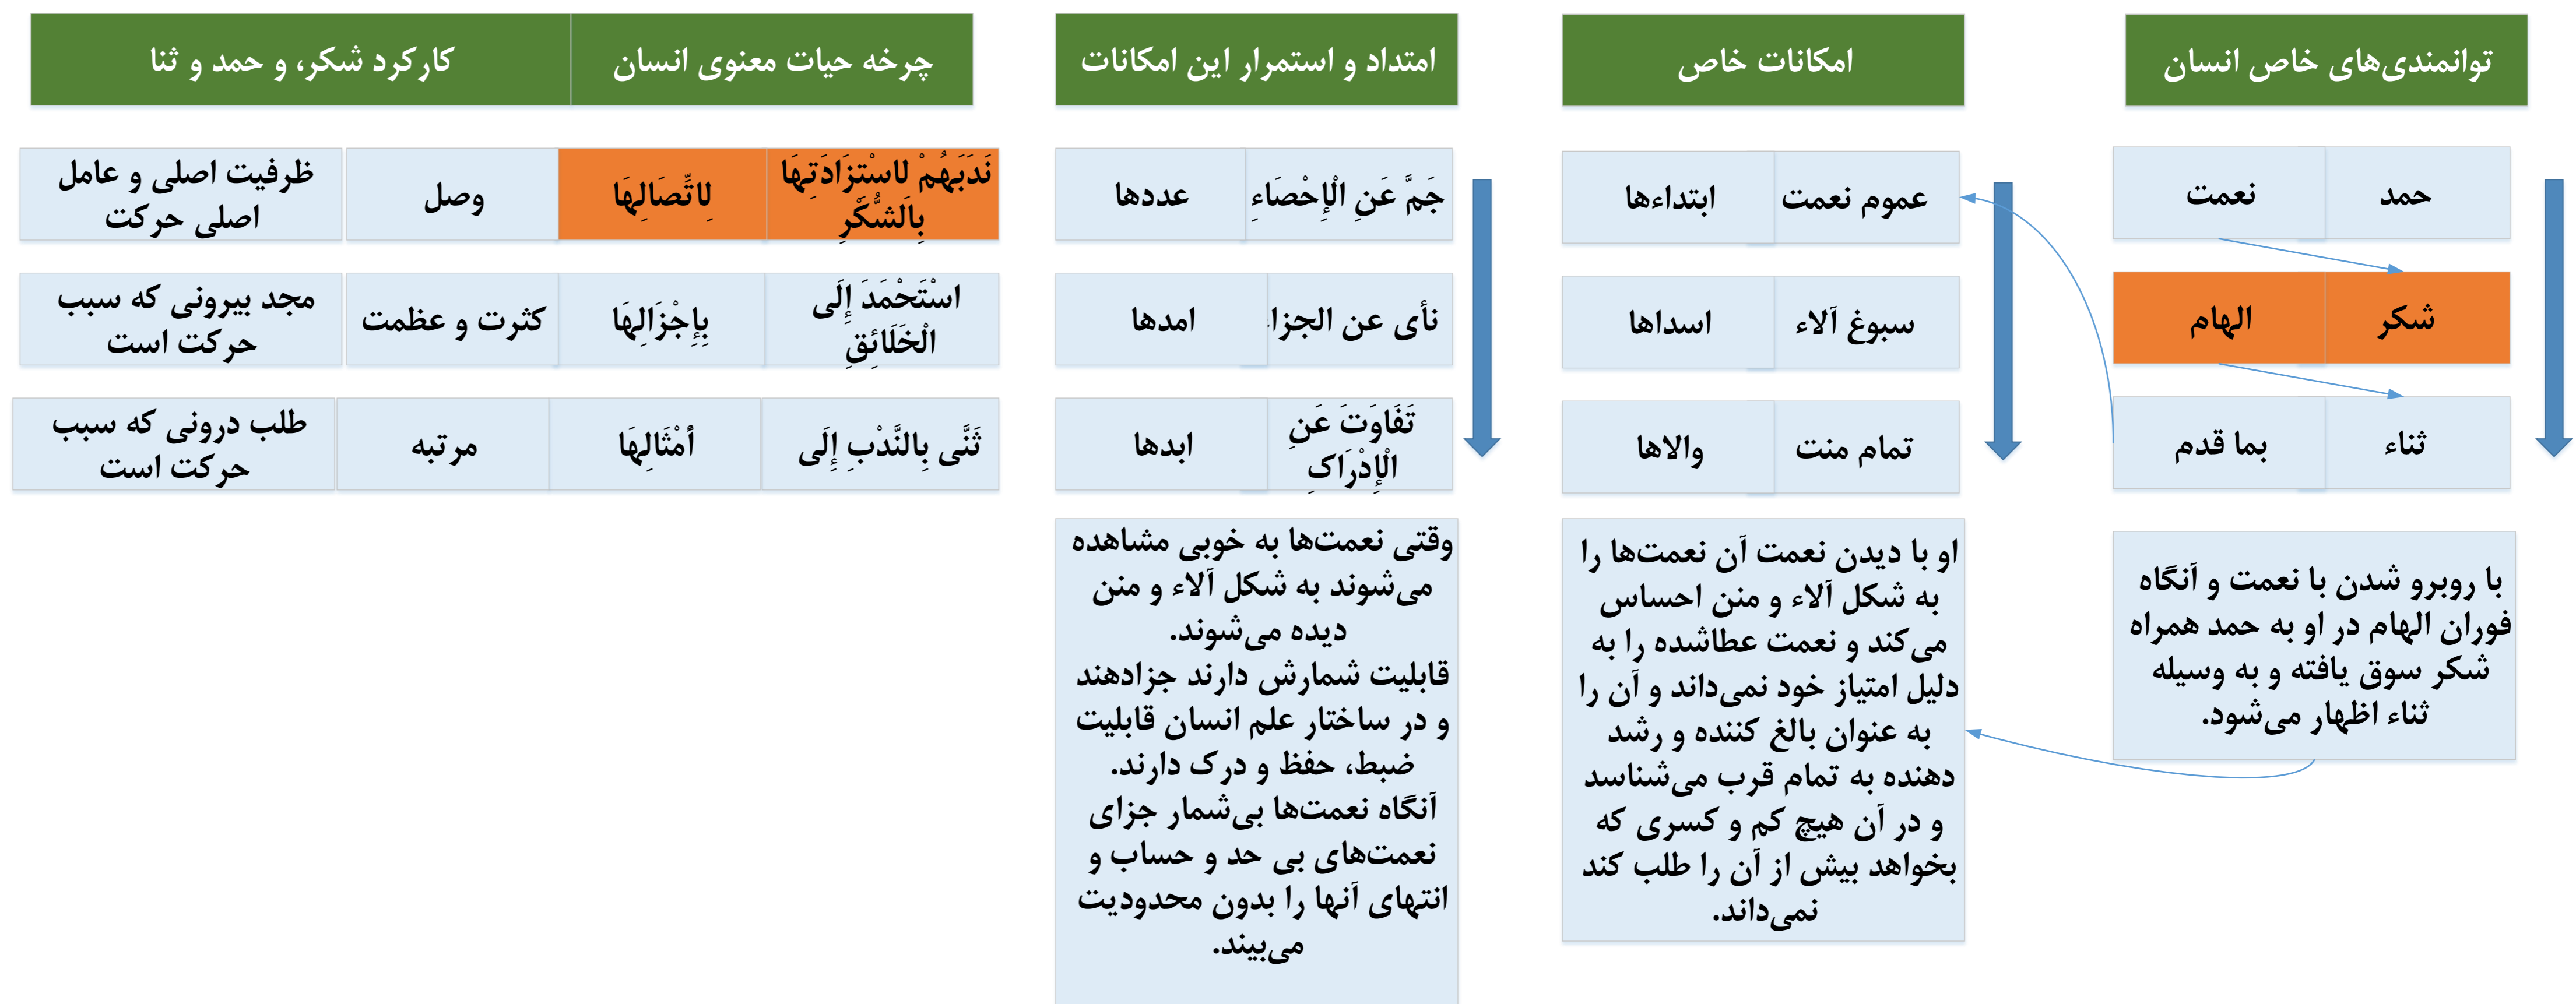 توانمندی‌های خاص انسان
حمد
نعمت
شکر
الهام
ثناء
بما قدم
با روبرو شدن با نعمت و آنگاه
فوران الهام در او به حمد همراه
شکر سوق یافته و به وسیله
ثناء اظهار می‌شود.
امکانات خاص
عموم نعمت
ابتداءها
سبوغ آلاء
اسداها
تمام منت
والاها
او با دیدن نعمت آن نعمت‌ها را
به شکل آلاء و منن احساس
می‌کند و نعمت عطاشده را به
دلیل امتیاز خود نمی‌داند و آن را
به عنوان بالغ کننده و رشد
دهنده به تمام قرب می‌شناسد
و در آن هیچ کم و کسری که
بخواهد بیش از آن را طلب کند
نمی‌داند.
امتداد و استمرار این امکانات
جَمَّ عَنِ الْإِحْصَاءِ
عددها
نأی عن الجزاء
امدها
تَفَاوَتَ عَنِ
الْإِدْرَاکِ
ابدها
وقتی نعمت‌ها به خوبی مشاهده
می‌شوند به شکل آلاء و منن
دیده می‌شوند.
قابلیت شمارش دارند جزادهند
و در ساختار علم انسان قابلیت
ضبط، حفظ و درک دارند.
آنگاه نعمت‌ها بی‌شمار جزای
نعمت‌های بی حد و حساب و
انتهای آنها را بدون محدودیت
می‌بیند.
چرخه حیات معنوی انسان
کارکرد شکر، و حمد و ثنا
نَدَبَهُمْ لِاسْتِزَادَتِهَا
بِالشُّکْرِ
لِاتِّصَالِهَا
وصل
ظرفیت اصلی و عامل
اصلی حرکت
اسْتَحْمَدَ إِلَی
الْخَلَائِقِ
بِإِجْزَالِهَا
کثرت و عظمت
مجد بیرونی که سبب
حرکت است
ثَنَّی بِالنَّدْبِ إِلَی
أَمْثَالِهَا
مرتبه
طلب درونی که سبب
حرکت است